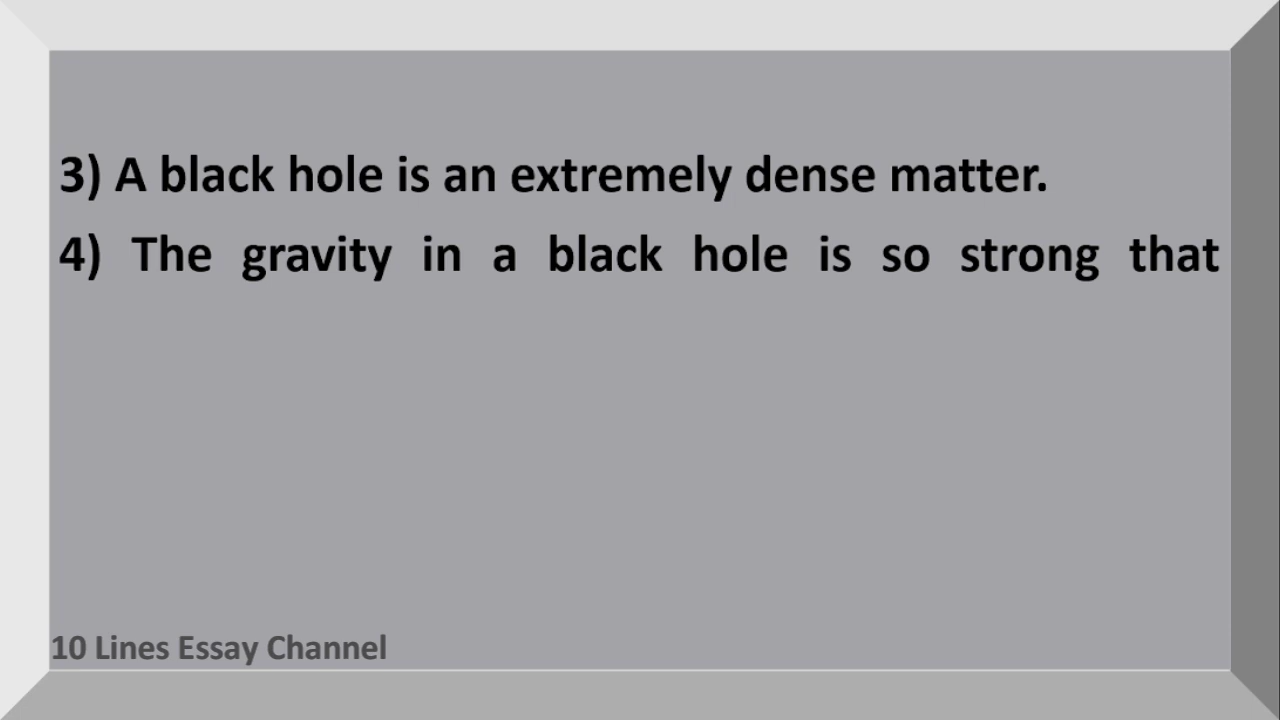 3) A black hole is an extremely dense matter.
4) The gravity in a black hole is so strong that
10 Lines Essay Channel